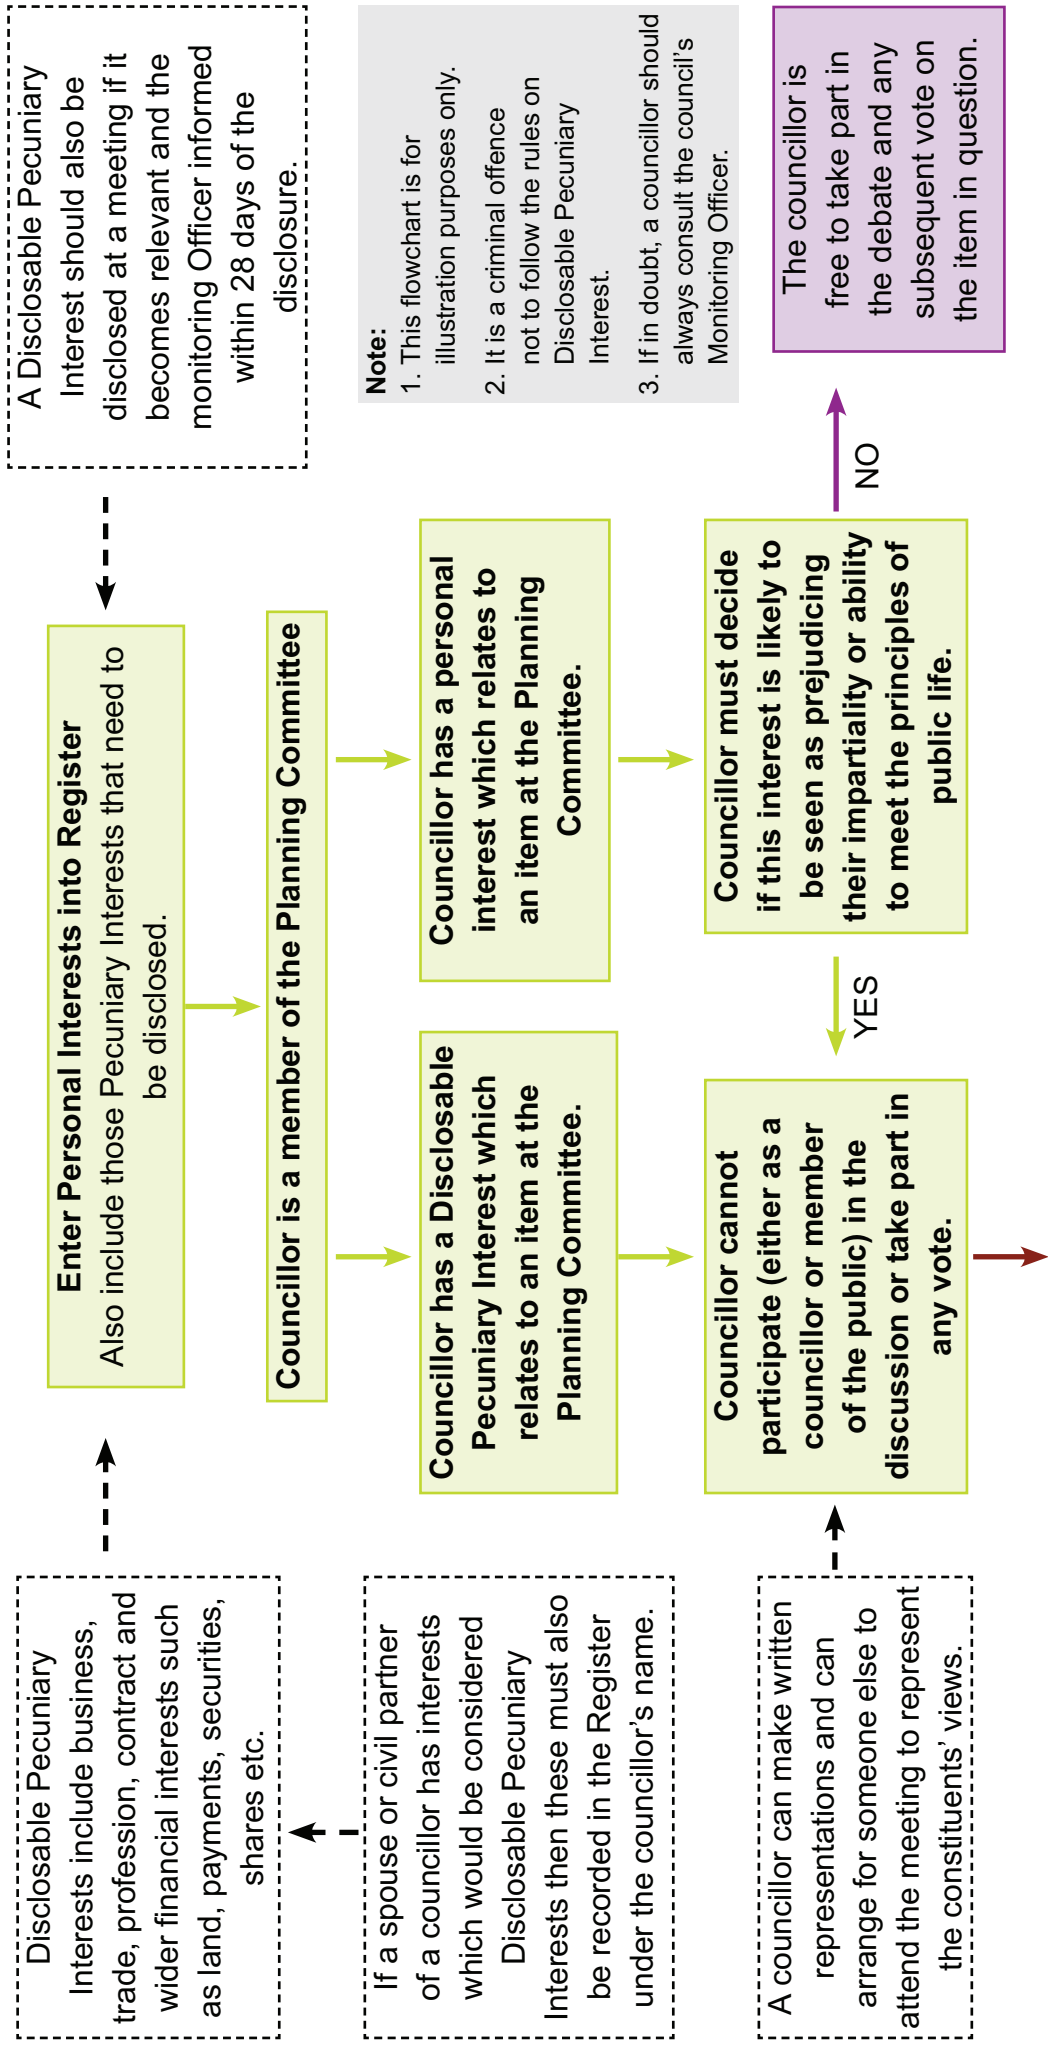 Disclosable Pecuniary
Interests include business,
trade, profession, contract and
wider financial interests such
as land, payments, securities,
shares etc.
Enter Personal Interests into Register
Also include those Pecuniary Interests that need to
be disclosed.
A Disclosable Pecuniary
Interest should also be
disclosed at a meeting if it
becomes relevant and the
monitoring Officer informed
within 28 days of the
disclosure.
Councillor is a member of the Planning Committee
If a spouse or civil partner
of a councillor has interests
which would be considered
Disclosable Pecuniary
Interests then these must also
be recorded in the Register
under the councillor’s name.
Councillor has a Disclosable
Pecuniary Interest which
relates to an item at the
Planning Committee.
Councillor has a personal
interest which relates to
an item at the Planning
Committee.
Note:
1. This flowchart is for
illustration purposes only.
2. It is a criminal offence
not to follow the rules on
Disclosable Pecuniary
Interest.
3. If in doubt, a councillor should
always consult the council’s
Monitoring Officer.
A councillor can make written
representations and can
arrange for someone else to
attend the meeting to represent
the constituents’ views.
Councillor cannot
participate (either as a
councillor or member
of the public) in the
discussion or take part in
any vote.
YES
Councillor must decide
if this interest is likely to
be seen as prejudicing
their impartiality or ability
to meet the principles of
public life.
NO
The councillor is
free to take part in
the debate and any
subsequent vote on
the item in question.